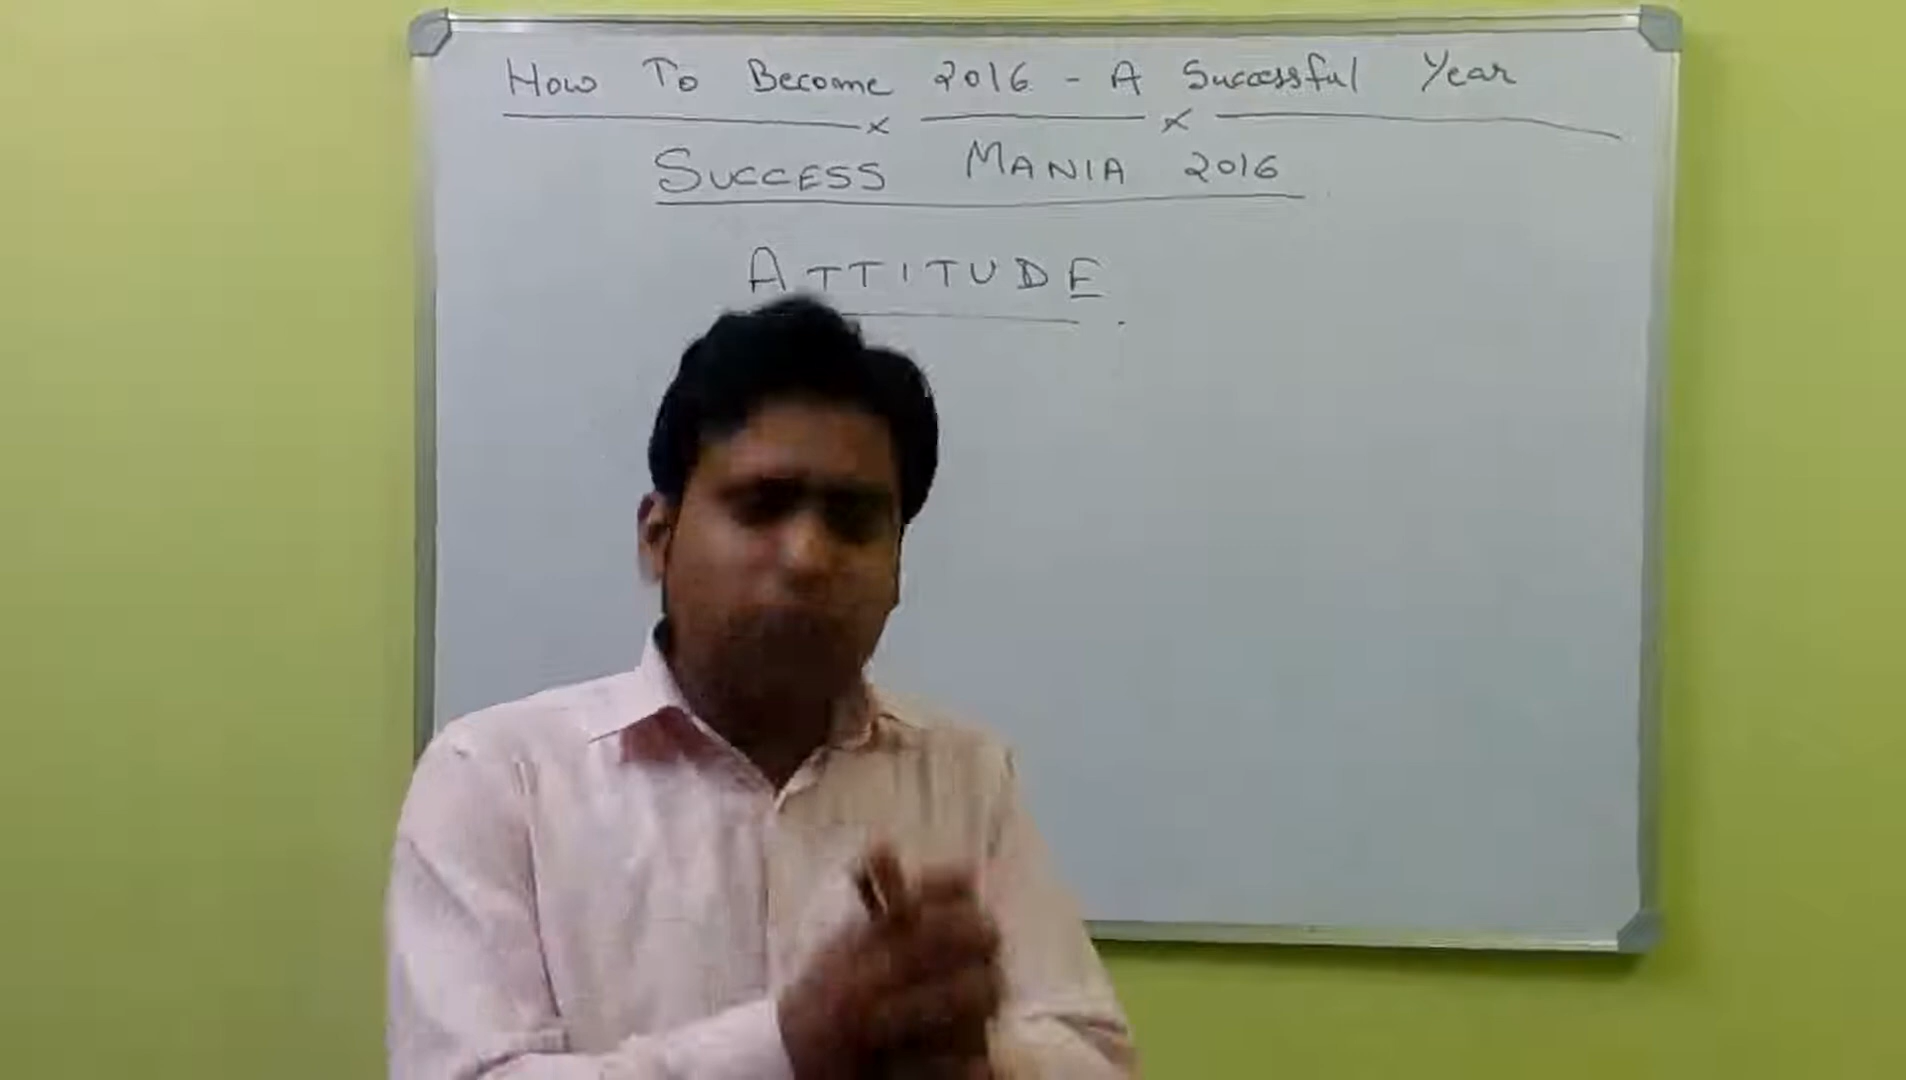 How To Become 2016 - A Successful Year
SUCCESS MANIA 2016
ATTITUDE.